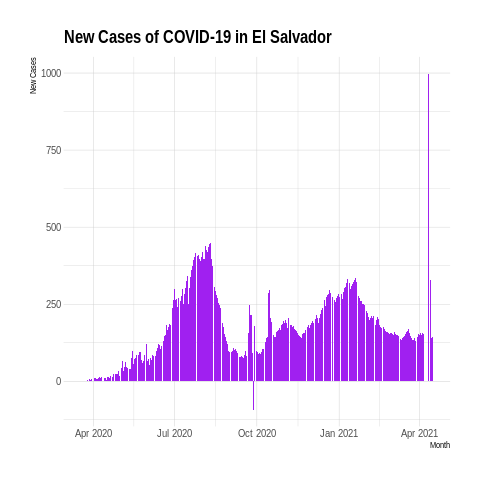 New Cases of COVID-19 in El Salvador
New Cases
1000
750
500
250
0
Apr 2020 Jul 2020 Oct 2020 Jan 2021 Apr 2021
Month